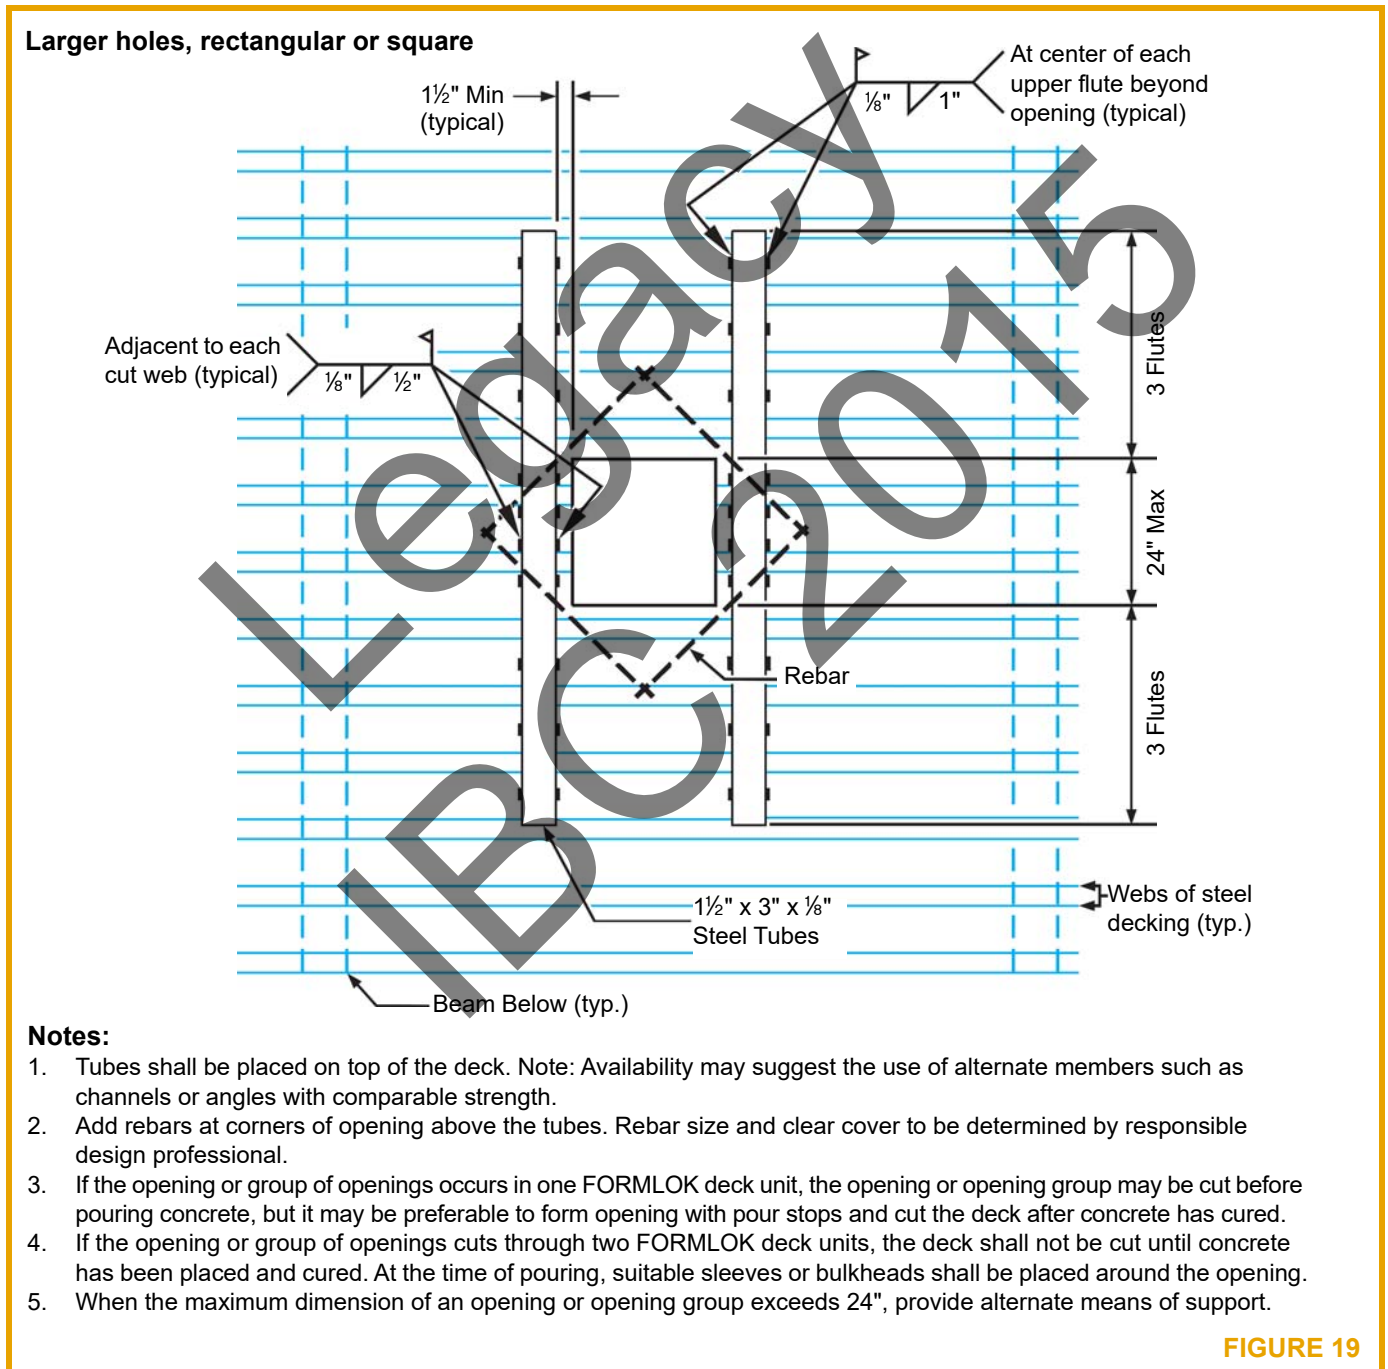 Larger holes, rectangular or square
1½" Min
(typical)
At center of each
upper flute beyond
opening (typical)
⅛" 1"
Adjacent to each
cut web (typical)
⅛" ½"
3 Flutes
24" Max
3 Flutes
Rebar
1½" x 3" x ⅛"
Steel Tubes
Webs of steel
decking (typ.)
Beam Below (typ.)
Legacy
IBC 2015
Notes:
1. Tubes shall be placed on top of the deck. Note: Availability may suggest the use of alternate members such as
channels or angles with comparable strength.
2. Add rebars at corners of opening above the tubes. Rebar size and clear cover to be determined by responsible
design professional.
3. If the opening or group of openings occurs in one FORMLOK deck unit, the opening or opening group may be cut before
pouring concrete, but it may be preferable to form opening with pour stops and cut the deck after concrete has cured.
4. If the opening or group of openings cuts through two FORMLOK deck units, the deck shall not be cut until concrete
has been placed and cured. At the time of pouring, suitable sleeves or bulkheads shall be placed around the opening.
5. When the maximum dimension of an opening or opening group exceeds 24", provide alternate means of support.
FIGURE 19